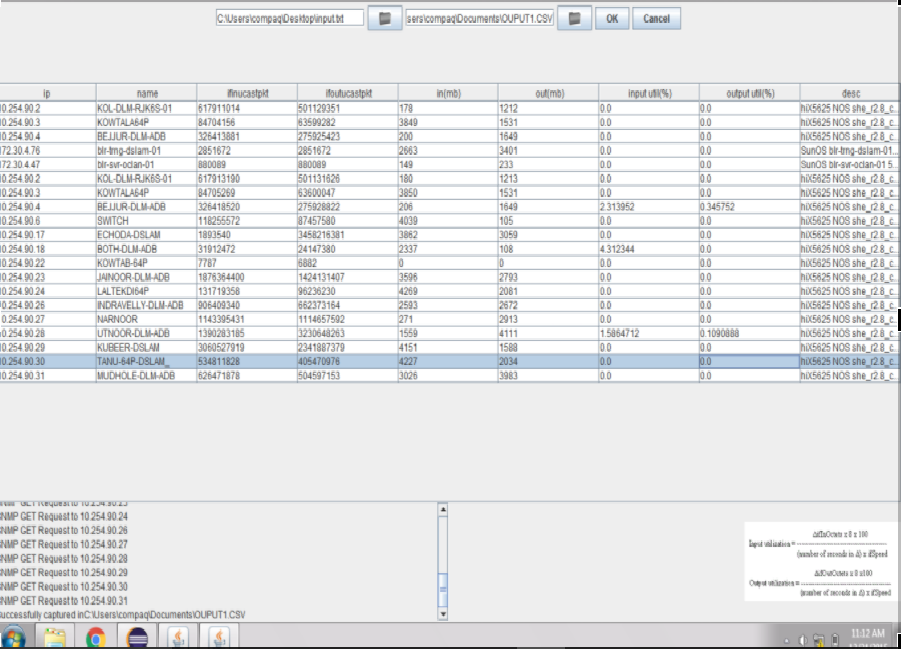 C:\Users\compaq\Desktop\input.txt sers\compaq\Documents\OUPUT1.CSV OK Cancel
ip name ifinucastpkt ifoutucastpkt in(mb) out(mb) input util(%) output util(%) desc
10.254.90.2 KOL-DLM-RJK6S-01 617911014 501129351 178 1212 0.0 0.0 hiX5625 NOS she_r2.8_c...
10.254.90.3 KOWTALA64P 84704156 63599282 3849 1531 0.0 0.0 hiX5625 NOS she_r2.8_c...
10.254.90.4 BEJJUR-DLM-ADB 326413881 275925423 200 1649 0.0 0.0 hiX5625 NOS she_r2.8_c...
172.30.4.76 blr-trng-dslam-01 2851672 2851672 2663 3401 0.0 0.0 SunOS blr-trng-dslam-01...
172.30.4.47 blr-svr-oclan-01 880089 880089 149 233 0.0 0.0 SunOS blr-svr-oclan-01 5...
10.254.90.2 KOL-DLM-RJK6S-01 617913190 501131626 180 1213 0.0 0.0 hiX5625 NOS she_r2.8_c...
10.254.90.3 KOWTALA64P 84705269 63600047 3850 1531 0.0 0.0 hiX5625 NOS she_r2.8_c...
10.254.90.4 BEJJUR-DLM-ADB 326418520 275928822 206 1649 2.313952 0.345752 hiX5625 NOS she_r2.8_c...
10.254.90.6 SWITCH 118255572 87457580 4039 105 0.0 0.0 hiX5625 NOS she_r2.8_c...
10.254.90.17 ECHODA-DSLAM 1893540 3458216381 3862 3059 0.0 0.0 hiX5625 NOS she_r2.8_c...
10.254.90.18 BOTH-DLM-ADB 31912472 24147380 2337 108 4.312344 0.0 hiX5625 NOS she_r2.8_c...
10.254.90.22 KOWTAB-64P 7787 6882 0 0 0.0 0.0 hiX5625 NOS she_r2.8_c...
10.254.90.23 JAINOOR-DLM-ADB 1876364400 1424131407 3596 2793 0.0 0.0 hiX5625 NOS she_r2.8_c...
10.254.90.24 LALTEKDI64P 131719358 96236230 4269 2081 0.0 0.0 hiX5625 NOS she_r2.8_c...
10.254.90.26 INDRAVELLY-DLM-ADB 906409340 662373164 2593 2672 0.0 0.0 hiX5625 NOS she_r2.8_c...
10.254.90.27 NARNOOR 1143395431 1114657592 271 2913 0.0 0.0 hiX5625 NOS she_r2.8_c...
10.254.90.28 UTNOOR-DLM-ADB 1390283185 3230648263 1559 4111 1.5864712 0.1090888 hiX5625 NOS she_r2.8_c...
10.254.90.29 KUBEER-DSLAM 3060527919 2341887379 4151 1588 0.0 0.0 hiX5625 NOS she_r2.8_c...
10.254.90.30 TANU-64P-DSLAM_ 534811828 405470976 4227 2034 0.0 0.0 hiX5625 NOS she_r2.8_c...
10.254.90.31 MUDHOLE-DLM-ADB 626471878 504597153 3026 3983 0.0 0.0 hiX5625 NOS she_r2.8_c...
NMP GET Request to 10.254.90.23
NMP GET Request to 10.254.90.24
NMP GET Request to 10.254.90.26
NMP GET Request to 10.254.90.27
NMP GET Request to 10.254.90.28
NMP GET Request to 10.254.90.29
NMP GET Request to 10.254.90.30
NMP GET Request to 10.254.90.31
uccessfully captured inC:\Users\compaq\Documents\OUPUT1.CSV
ΔifInOctets x 8 x 100
Input utilization = 
(number of seconds in Δ) x ifSpeed
ΔifOutOctets x 8 x100
Output utilization = 
(number of seconds in Δ) x ifSpeed
11:12 AM